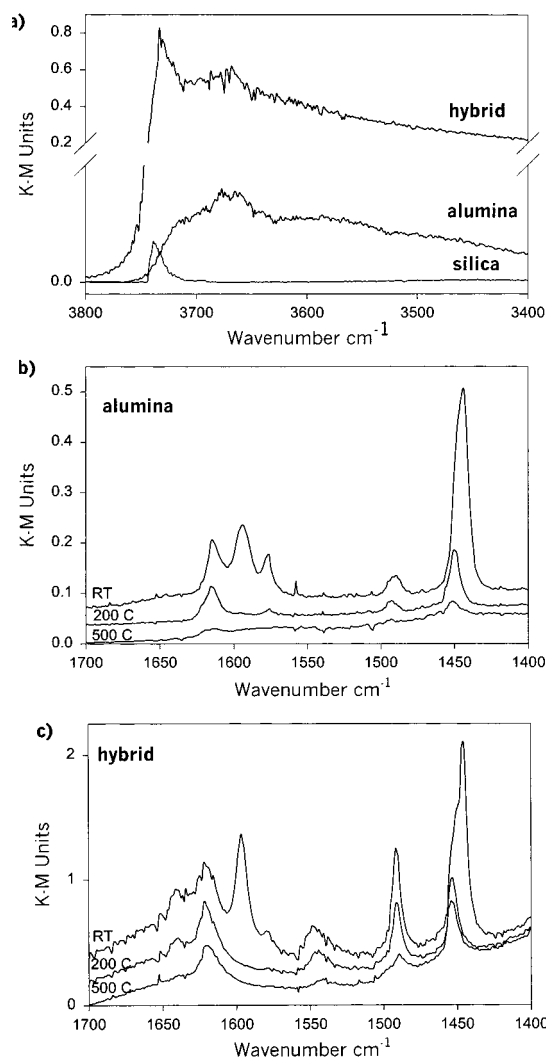 a)
0.8
0.6
0.4
0.2
0.0
K-M Units
hybrid
alumina
silica
3800 3700 3600 3500 3400
Wavenumber cm-1
b)
alumina
0.5
0.4
0.3
0.2
0.1
0.0
K-M Units
RT
200 C
500 C
1700 1650 1600 1550 1500 1450 1400
Wavenumber cm-1
c)
hybrid
2
1
0
K-M Units
RT
200 C
500 C
1700 1650 1600 1550 1500 1450 1400
Wavenumber cm-1